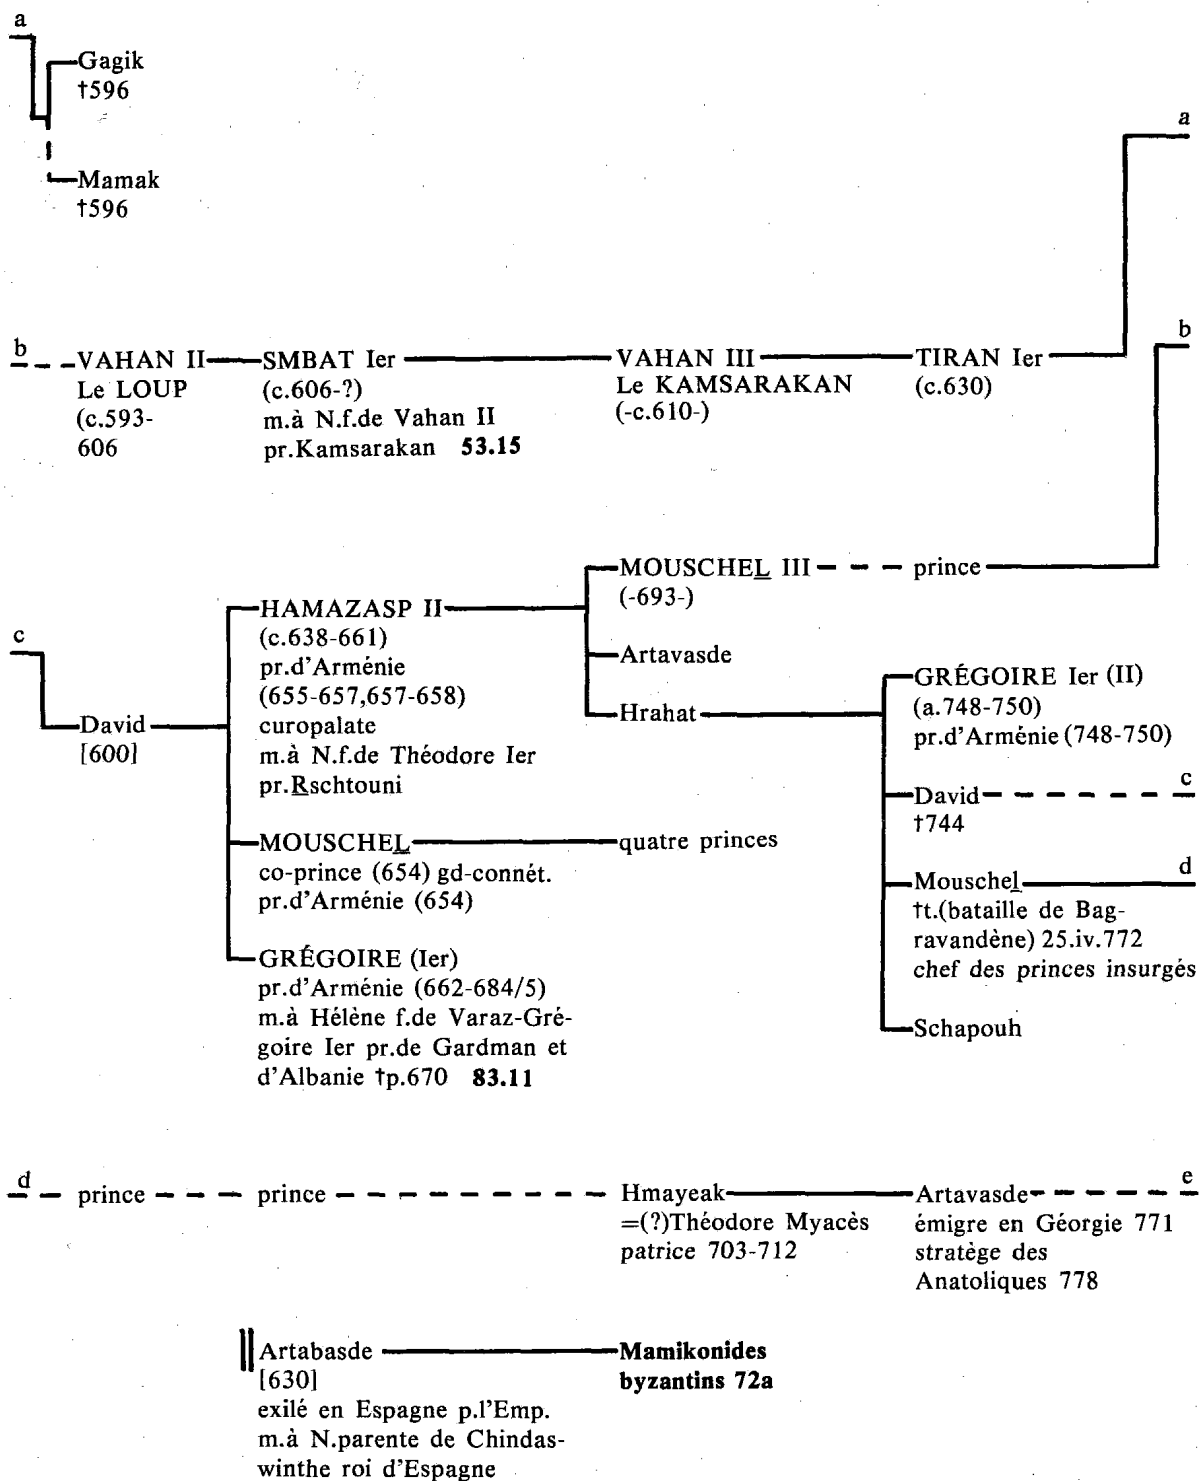 a
Gagik
†596
Mamak
†596
a
b
VAHAN II
Le LOUP
(c.593-
606
SMBAT Ier
(c.606-?)
m.à N.f.de Vahan II
pr.Kamsarakan 53.15
VAHAN III
Le KAMSARAKAN
(-c.610-)
TIRAN Ier
(c.630)
b
c
David
[600]
HAMAZASP II
(c.638-661)
pr.d'Arménie
(655-657,657-658)
curopalate
m.à N.f.de Théodore Ier
pr.Rschtouni
MOUSCHEL
co-prince (654) gd-connét.
pr.d'Arménie (654)
GRÉGOIRE (Ier)
pr.d'Arménie (662-684/5)
m.à Hélène f.de Varaz-Gré-
goire Ier pr.de Gardman et
d'Albanie †p.670 83.11
MOUSCHEL III
(-693-)
prince
Artavasde
Hrahat
quatre princes
GRÉGOIRE Ier (II)
(a.748-750)
pr.d'Arménie (748-750)
David
†744
c
Mouschel
†t.(bataille de Bag-
ravandène) 25.iv.772
chef des princes insurgés
d
Schapouh
d
prince
prince
Hmayeak
=(?)Théodore Myacès
patrice 703-712
Artavasde
émigre en Géorgie 771
stratège des
Anatoliques 778
e
Artabasde
[630]
exilé en Espagne p.l'Emp.
m.à N.parente de Chindas-
winthe roi d'Espagne
Mamikonides
byzantins 72a